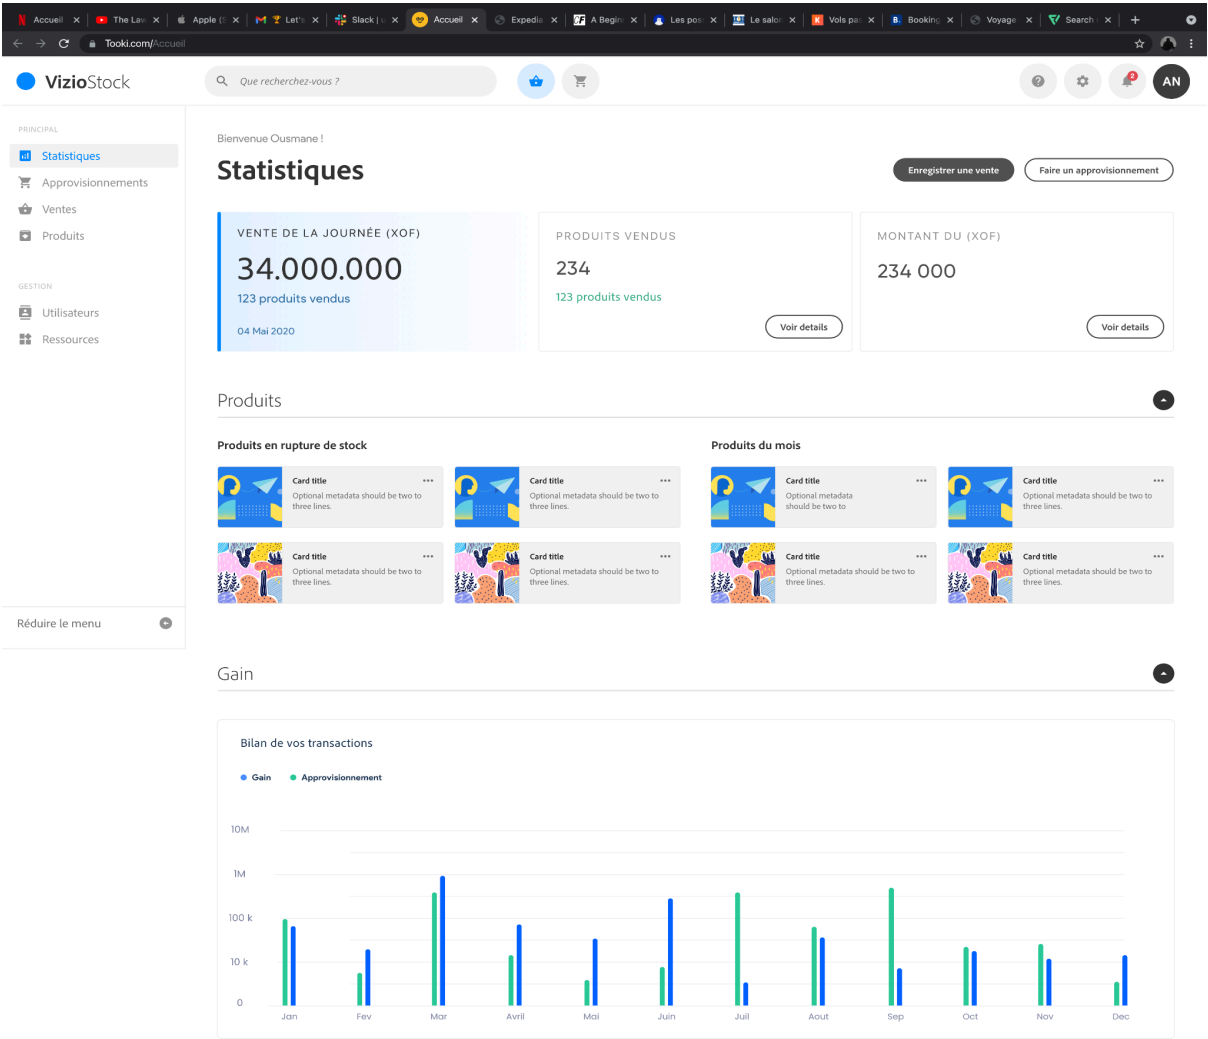 Accueil
The Law
Apple (S
Let's
Slack | u
Accueil
Expedia
A Beginn
Les pos
Le salon
Vols pa
Booking
Voyage
Search
Tooki.com/Accueil
VizioStock
Que recherchez-vous ?
2
AN
PRINCIPAL
Statistiques
Approvisionnements
Ventes
Produits
GESTION
Utilisateurs
Ressources
Réduire le menu
Bienvenue Ousmane !
Statistiques
Enregistrer une vente
Faire un approvisionnement
VENTE DE LA JOURNÉE (XOF)
34.000.000
123 produits vendus
04 Mai 2020
PRODUITS VENDUS
234
123 produits vendus
Voir details
MONTANT DU (XOF)
234 000
Voir details
Produits
Produits en rupture de stock
Card title
Optional metadata should be two to
three lines.
Card title
Optional metadata should be two to
three lines.
Card title
Optional metadata should be two to
three lines.
Card title
Optional metadata should be two to
three lines.
Produits du mois
Card title
Optional metadata
should be two to
Card title
Optional metadata should be two to
three lines.
Card title
Optional metadata should be two to
three lines.
Card title
Optional metadata should be two to
three lines.
Gain
Bilan de vos transactions
Gain
Approvisionnement
10M
1M
100 k
10 k
0
Jan
Fev
Mar
Avril
Mai
Juin
Juil
Aout
Sep
Oct
Nov
Dec